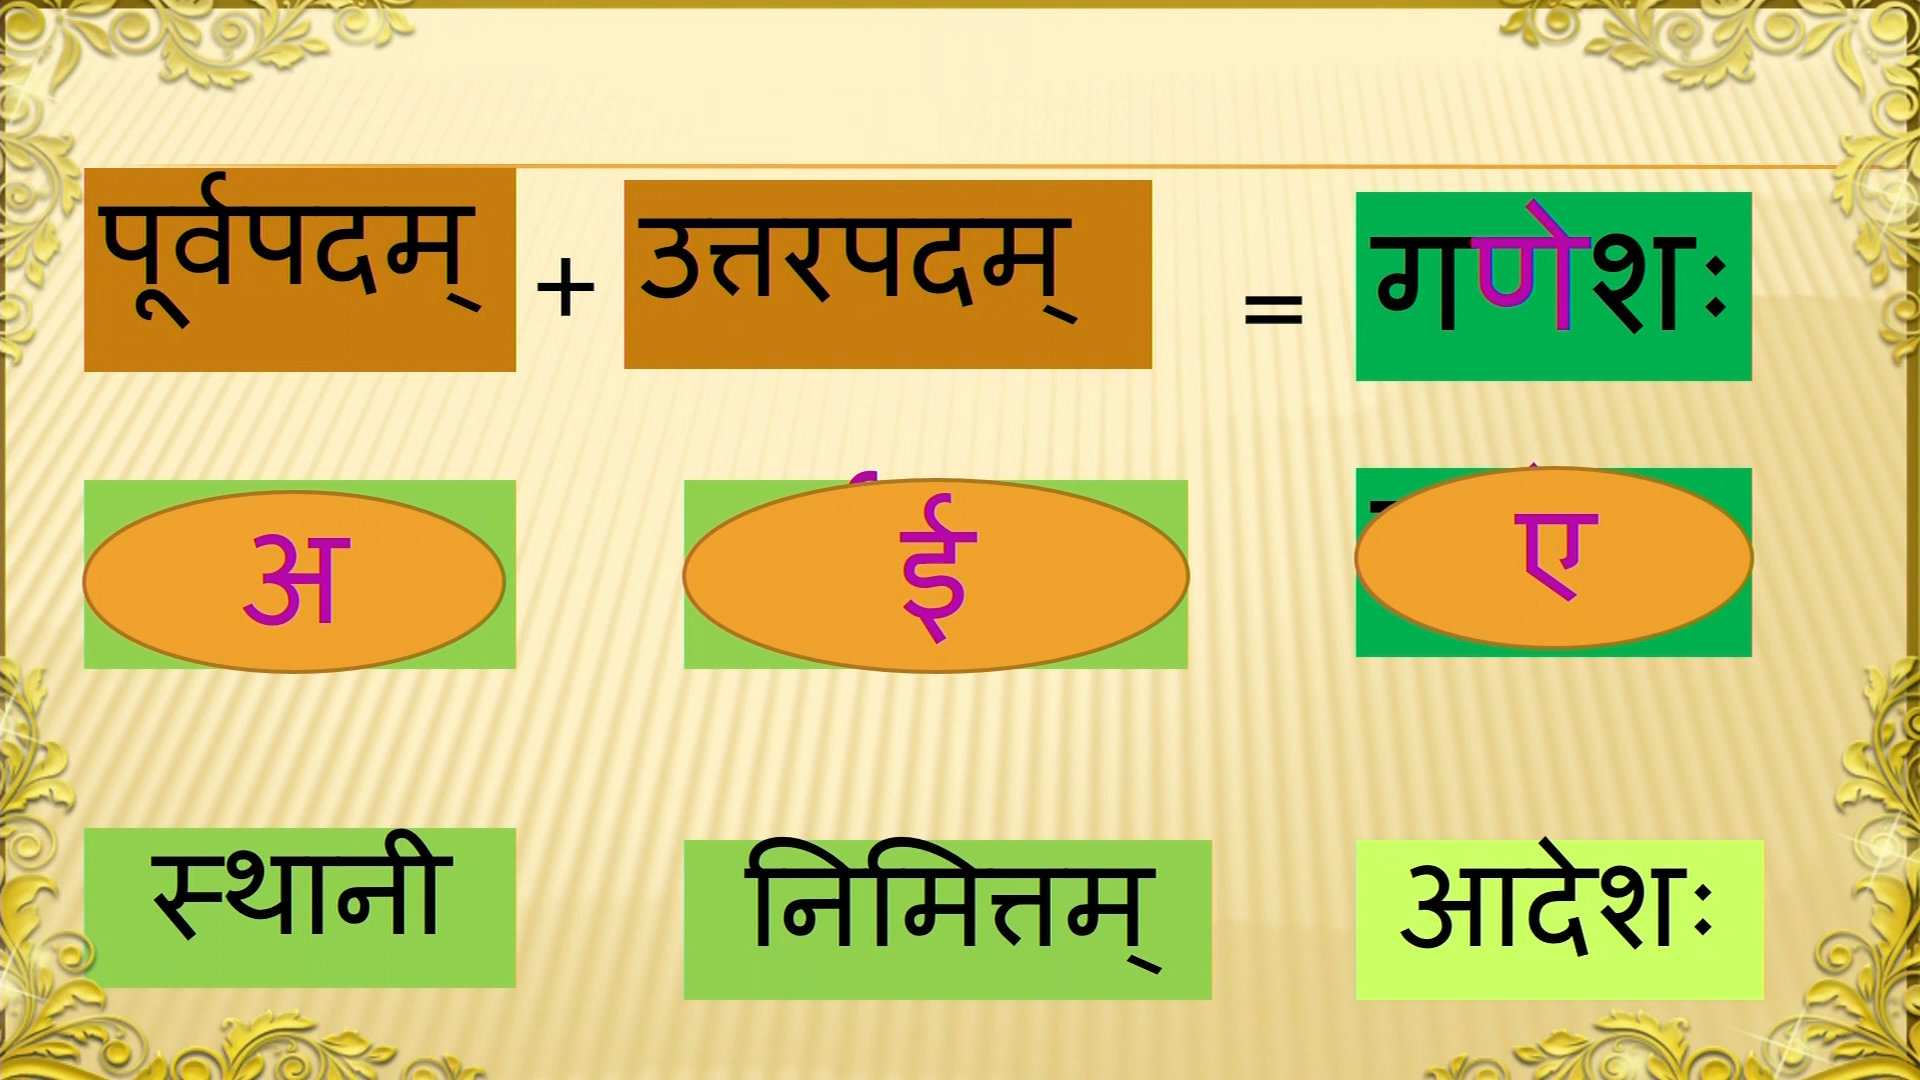 पूर्वपदम् + उत्तरपदम् = गणेशः
अ ई ए
स्थानी निमित्तम् आदेशः